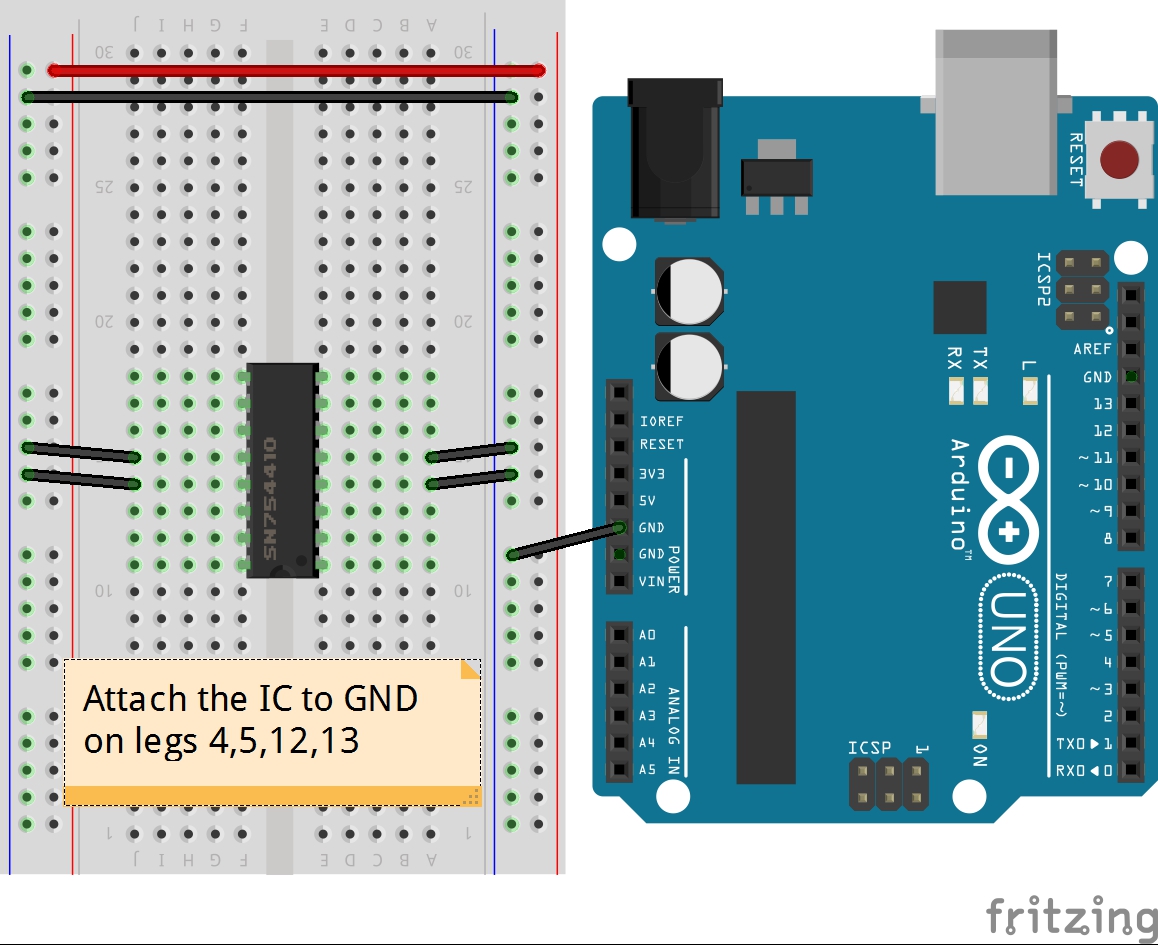 J I H G F E D C B A
30 30
25 25
20 20
10 10
1 1
J I H G F E D C B A
SN754410
Attach the IC to GND
on legs 4,5,12,13
RESET
ICSP2
IOREF
RESET
3V3
5V
GND
GND
VIN
POWER
A0
A1
A2
A3
A4
A5
ANALOG IN
RX
TX
L
Arduino™
UNO
ON
ICSP
1
AREF
GND
13
12
~11
~10
~9
8
7
~6
~5
4
~3
2
TX0▶1
RX0◀0
DIGITAL (PWM=~)
fritzing